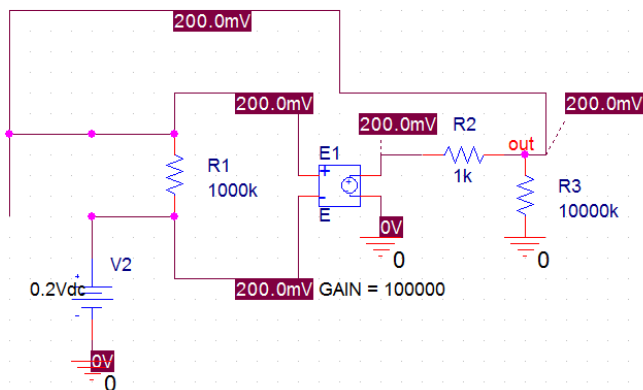 200.0mV
200.0mV
200.0mV
200.0mV
R2
out
1k
E1
R1
1000k
+
-
E
+
R3
10000k
0V
0
0
V2
+
0.2Vdc
-
200.0mV
GAIN = 100000
0V
0